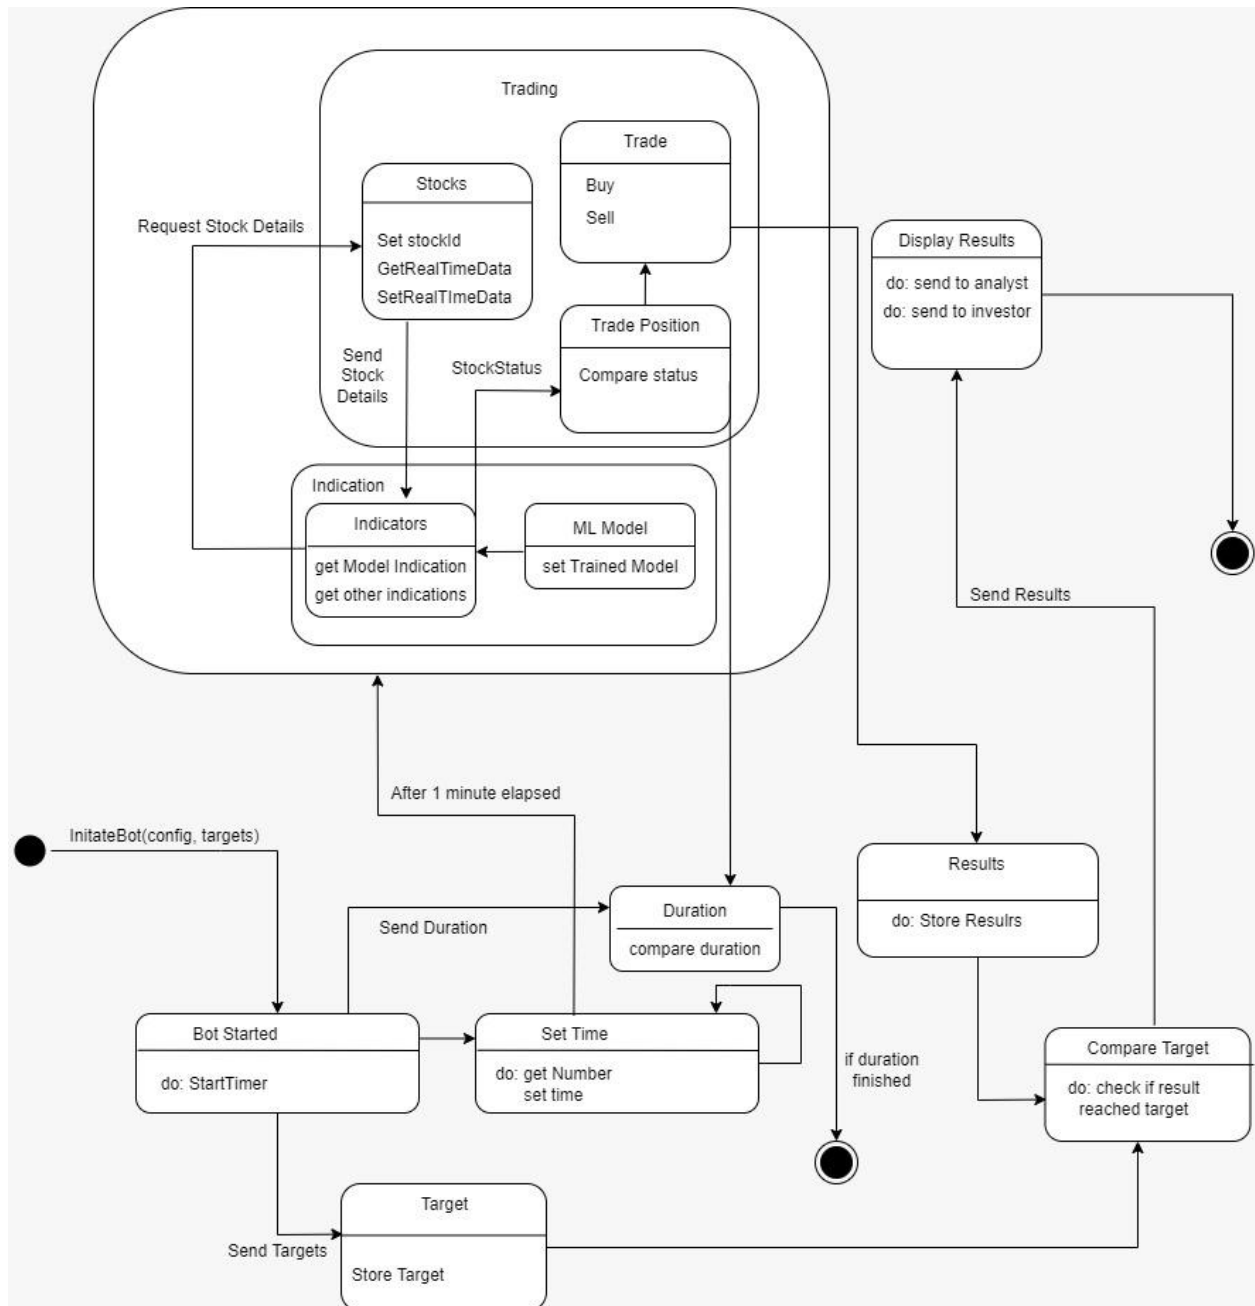 Trading
Trade
Buy
Sell
Stocks
Set stockId
GetRealTimeData
SetRealTImeData
Request Stock Details
Display Results
do: send to analyst
do: send to investor
Trade Position
Compare status
Send
Stock
Details
StockStatus
Indication
Indicators
get Model Indication
get other indications
ML Model
set Trained Model
Send Results
After 1 minute elapsed
InitateBot(config, targets)
Results
do: Store Resulrs
Duration
compare duration
Send Duration
Bot Started
do: StartTimer
Set Time
do: get Number
set time
if duration
finished
Compare Target
do: check if result
reached target
Target
Store Target
Send Targets